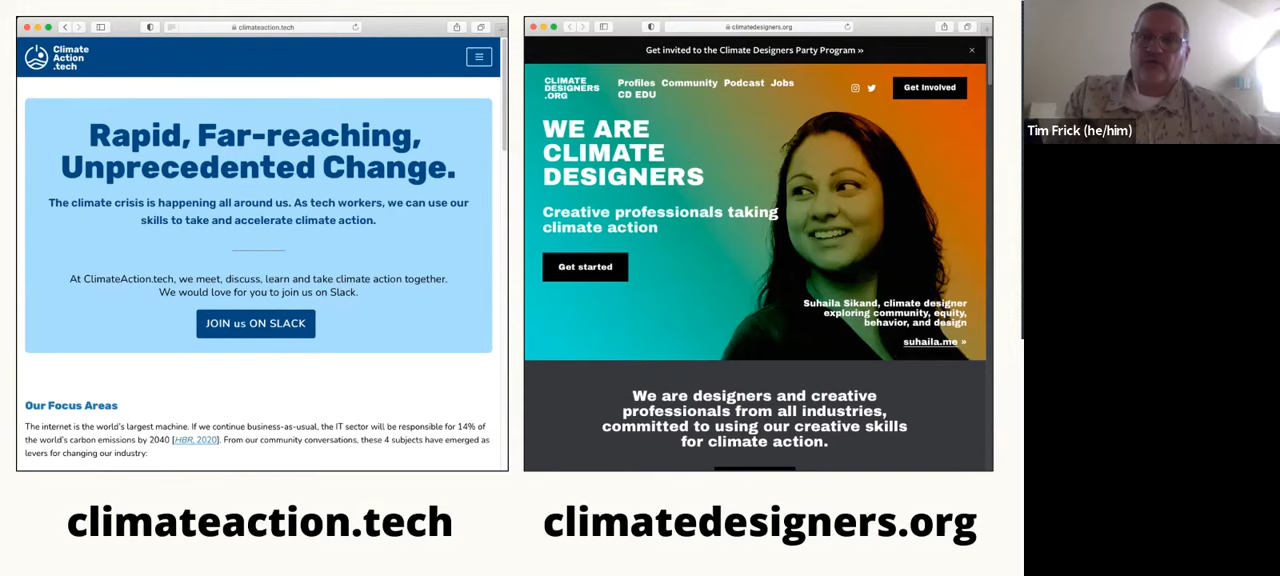 climateaction.tech
Climate
Action
.tech
Rapid, Far-reaching,
Unprecedented Change.
The climate crisis is happening all around us. As tech workers, we can use our
skills to take and accelerate climate action.
At ClimateAction.tech, we meet, discuss, learn and take climate action together.
We would love for you to join us on Slack.
JOIN us ON SLACK
Our Focus Areas
The internet is the world's largest machine. If we continue business-as-usual, the IT sector will be responsible for 14% of
the world's carbon emissions by 2040 [HBR, 2020]. From our community conversations, these 4 subjects have emerged as
levers for changing our industry:
climateaction.tech
climatedesigners.org
Get invited to the Climate Designers Party Program »
CLIMATE
DESIGNERS
.ORG
Profiles Community Podcast Jobs
CD EDU
Get Involved
WE ARE
CLIMATE
DESIGNERS
Creative professionals taking
climate action
Get started
Suhaila Sikand, climate designer
exploring community, equity,
behavior, and design
suhaila.me »
We are designers and creative
professionals from all industries,
committed to using our creative skills
for climate action.
climatedesigners.org
Tim Frick (he/him)